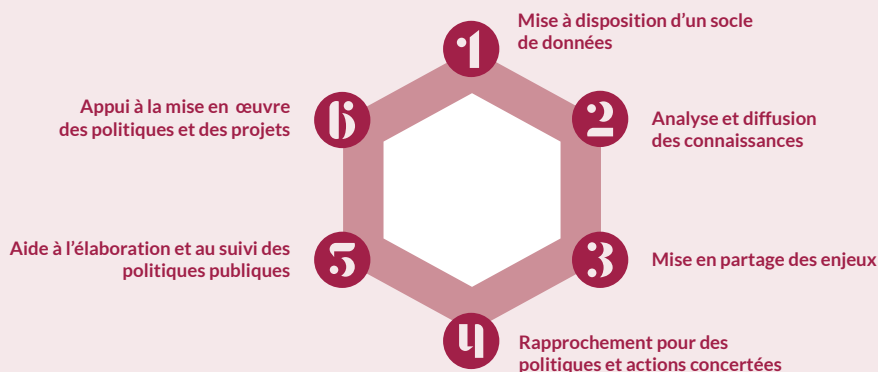 1
Mise à disposition d'un socle
de données
2
Analyse et diffusion
des connaissances
3
Mise en partage des enjeux
4
Rapprochement pour des
politiques et actions concertées
5
Aide à l'élaboration et au suivi des
politiques publiques
6
Appui à la mise en œuvre
des politiques et des projets